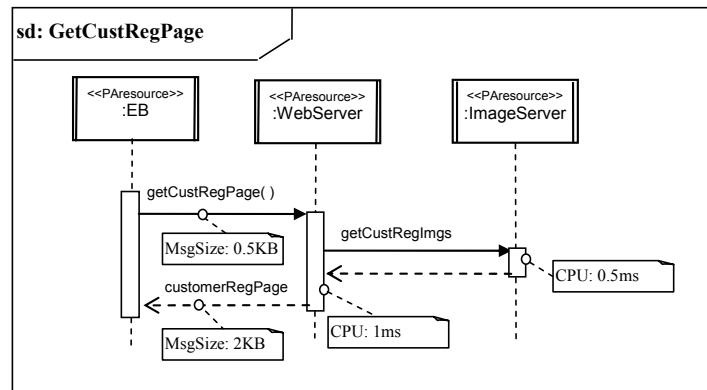 sd: GetCustRegPage
<<PAresource>>
:EB
<<PAresource>>
:WebServer
<<PAresource>>
:ImageServer
getCustRegPage( )
MsgSize: 0.5KB
getCustRegImgs
CPU: 0.5ms
customerRegPage
MsgSize: 2KB
CPU: 1ms